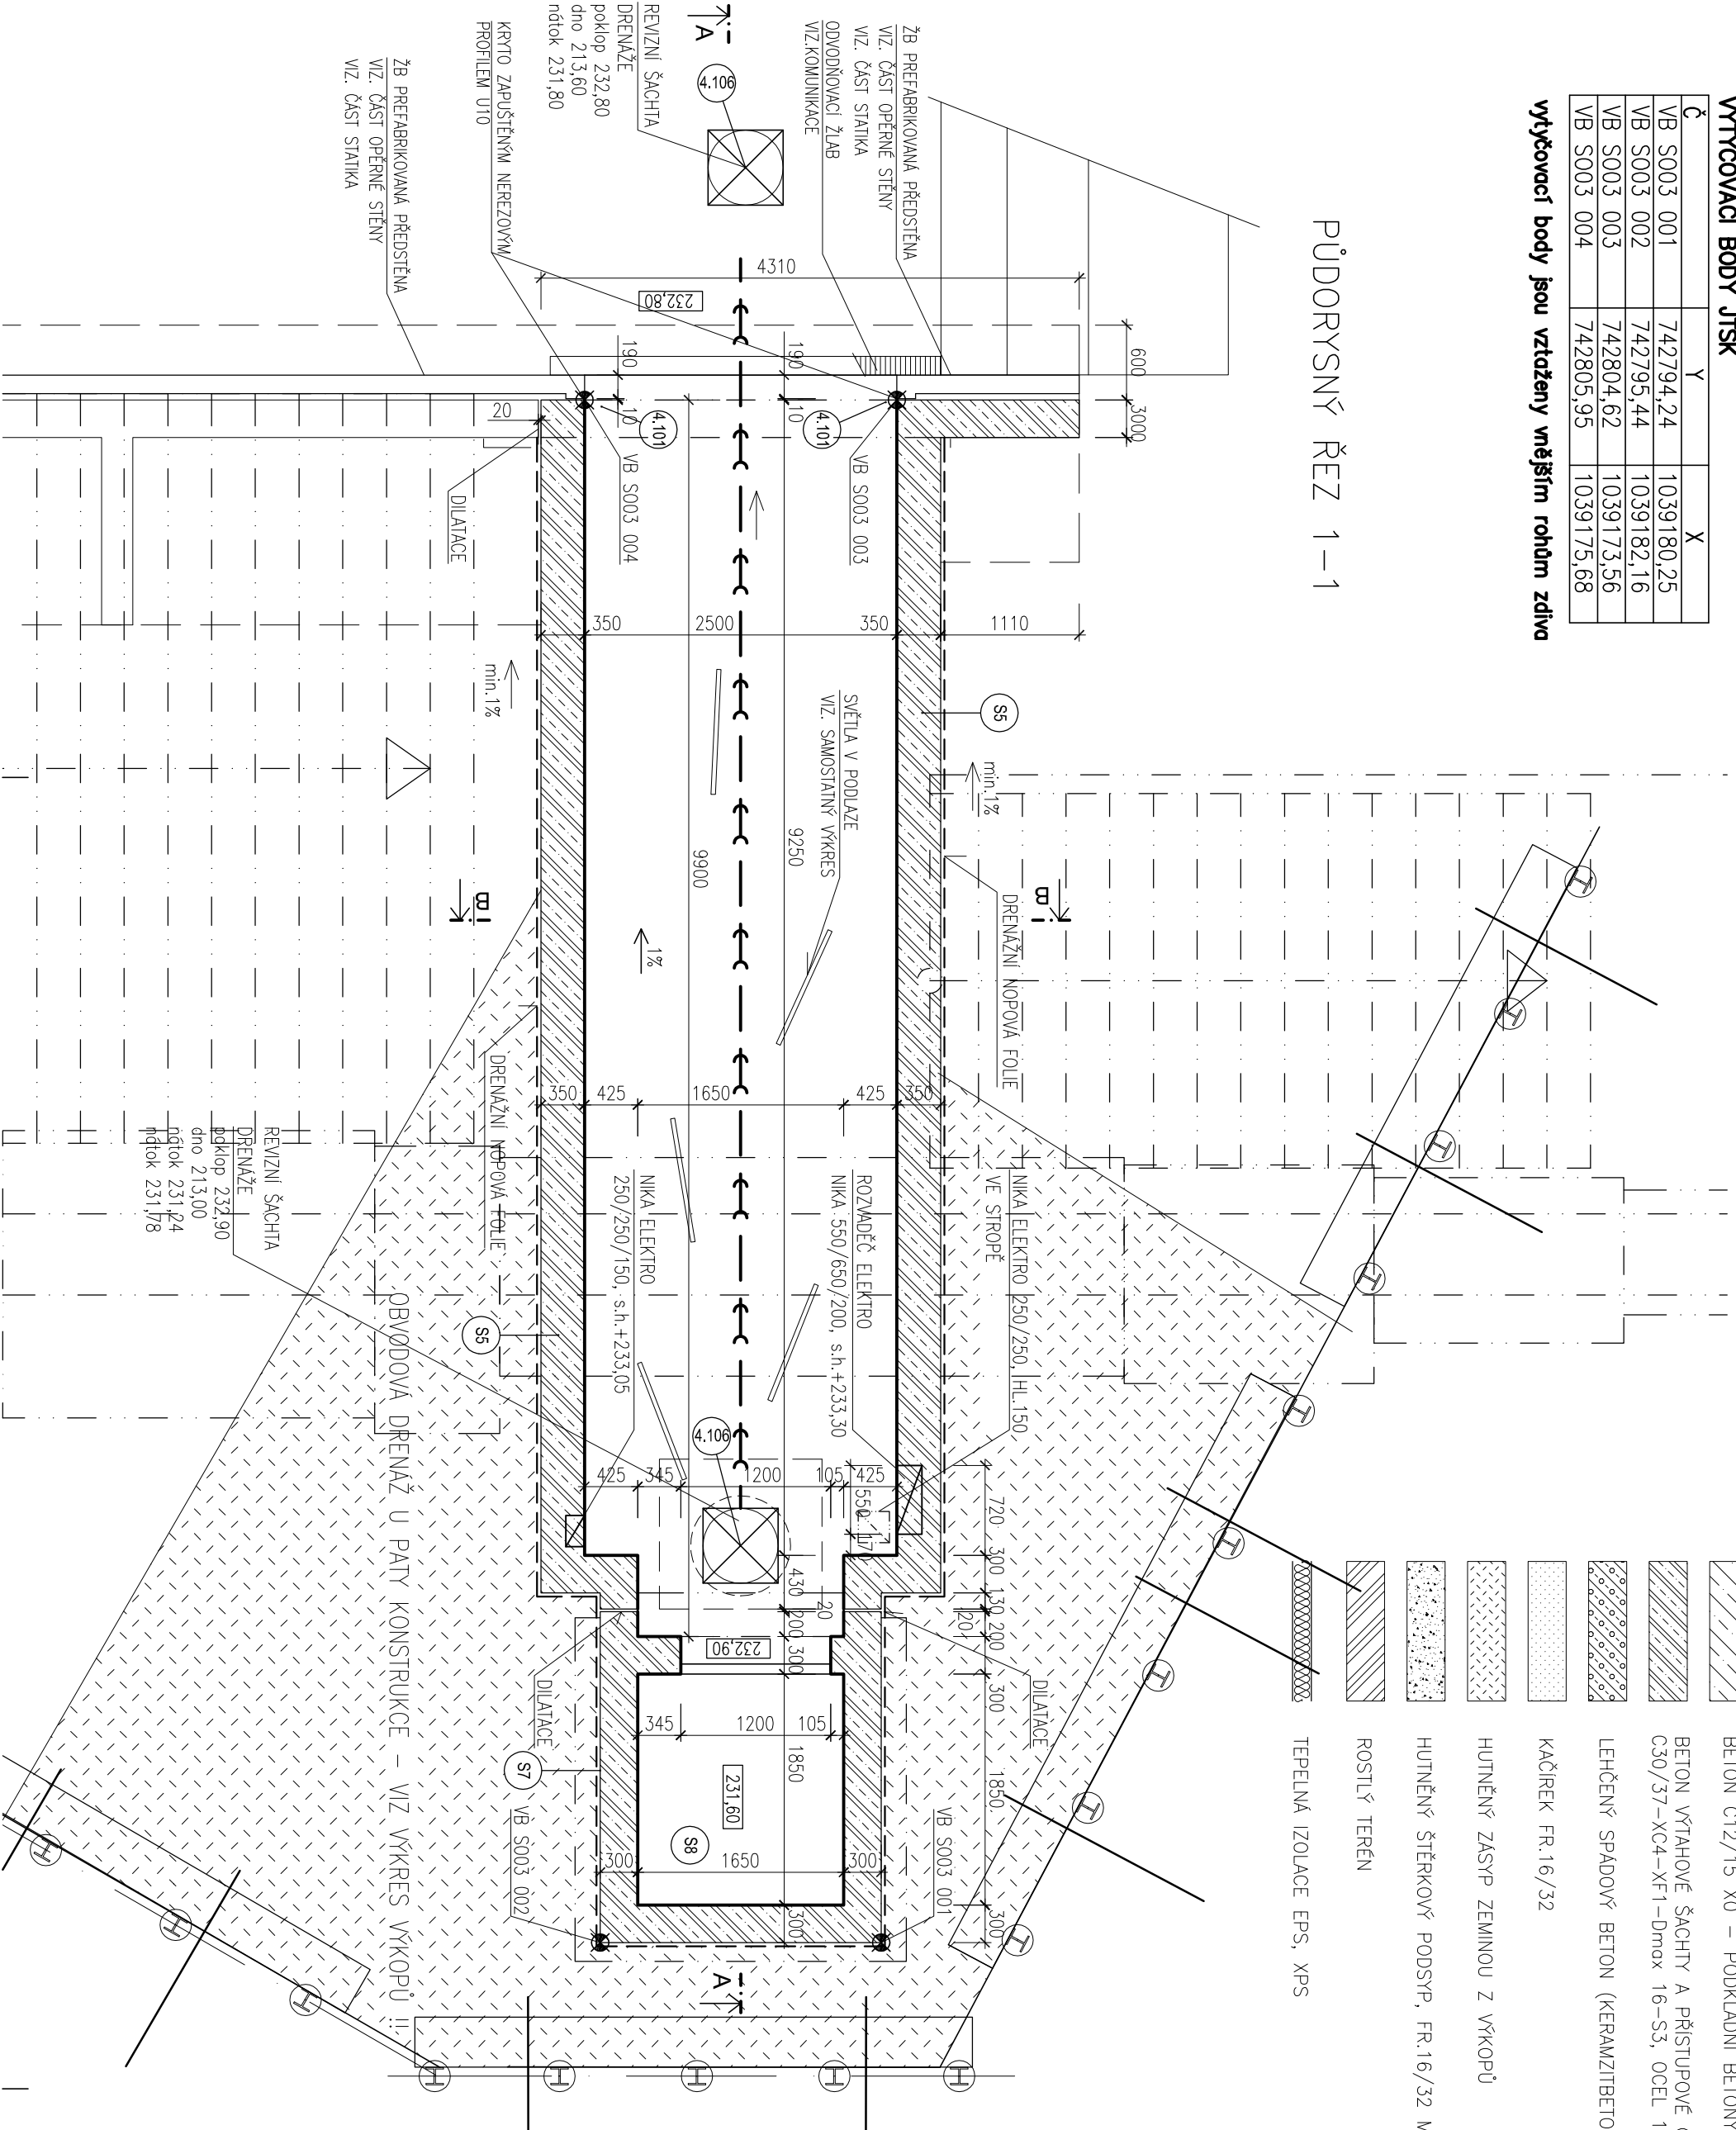 VYTYČOVACÍ BODY JTSK
Č Y X
VB S003 001 742794,24 1039180,25
VB S003 002 742795,44 1039182,16
VB S003 003 742804,62 1039173,56
VB S003 004 742805,95 1039175,68
vytyčovací body jsou vztaženy vnějším rohům zdiva
PŮDORYSNÝ ŘEZ 1-1
ŽB PREFABRIKOVANÁ PŘEDSTĚNA
VIZ. ČÁST OPĚRNÉ STĚNY
VIZ. ČÁST STATIKA
ODVODŇOVACÍ ŽLAB
VIZ.KOMUNIKACE
A
4.106
REVIZNÍ ŠACHTA
DRENÁŽE
poklop 232,80
dno 213,60
nátok 231,80
KRYTO ZAPUŠTĚNÝM NEREZOVÝM
PROFILEM U10
ŽB PREFABRIKOVANÁ PŘEDSTĚNA
VIZ. ČÁST OPĚRNÉ STĚNY
VIZ. ČÁST STATIKA
4310
232,80
600
3000
190
10
190
10
20
4.101
4.101
VB S003 003
VB S003 004
DILATACE
350
2500
350
1110
min.1%
min.1%
S5
SVĚTLA V PODLAZE
VIZ. SAMOSTATNÝ VÝKRES
9250
9900
1%
B
B
DRENÁŽNÍ NOPOVÁ FOLIE
DRENÁŽNÍ NOPOVÁ FOLIE
350
425
1650
425
350
REVIZNÍ ŠACHTA
DRENÁŽE
poklop 232,90
dno 213,00
nátok 231,24
nátok 231,78
NIKA ELEKTRO 250/250, HL.150
VE STROPĚ
ROZVADĚČ ELEKTRO
NIKA 550/650/200, s.h.+233,30
NIKA ELEKTRO
250/250/150, s.h.+233,05
S5
OBVODOVÁ DRENÁŽ U PATY KONSTRUKCE - VIZ VÝKRES VÝKOPŮ !!
4.106
425
345
1200
105
425
550
170
720
300
130
20
200
300
1850
300
430
20
200
300
1850
300
232,90
DILATACE
DILATACE
345
1200
105
231,60
S7
S8
300
1650
300
VB S003 001
VB S003 002
A
BETON C12/15 X0 - PODKLADNÍ BETONY
BETON VÝTAHOVÉ ŠACHTY A PŘÍSTUPOVÉ
C30/37-XC4-XF1-Dmax 16-S3, OCEL
LEHČENÝ SPÁDOVÝ BETON
KAČÍREK FR.16/32
HUTNĚNÝ ZÁSYP ZEMINOU Z VÝKOPŮ
HUTNĚNÝ ŠTĚRKOVÝ PODSYP, FR.16/32
ROSTLÝ TERÉN
TEPELNÁ IZOLACE EPS, XPS